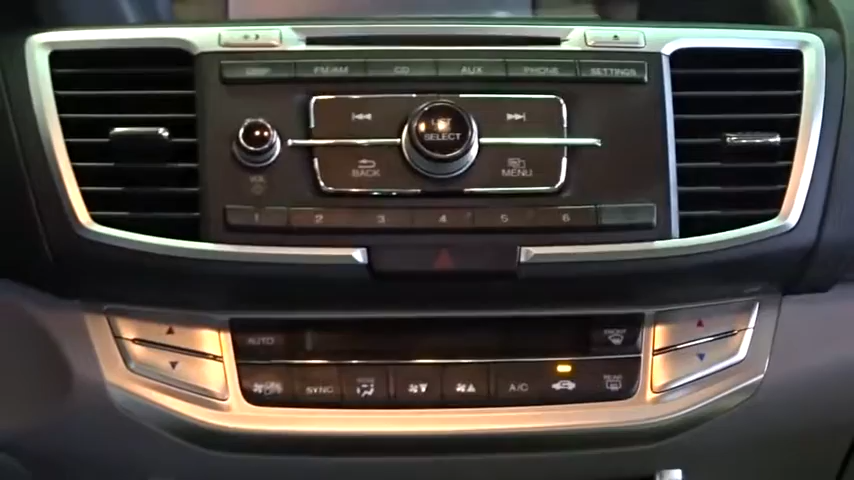 FM/AM CD AUX PHONE SETTINGS
LIST
SELECT
VOL
BACK
MENU
1 2 3 4 5 6
AUTO
FRONT
SYNC
A/C
REAR